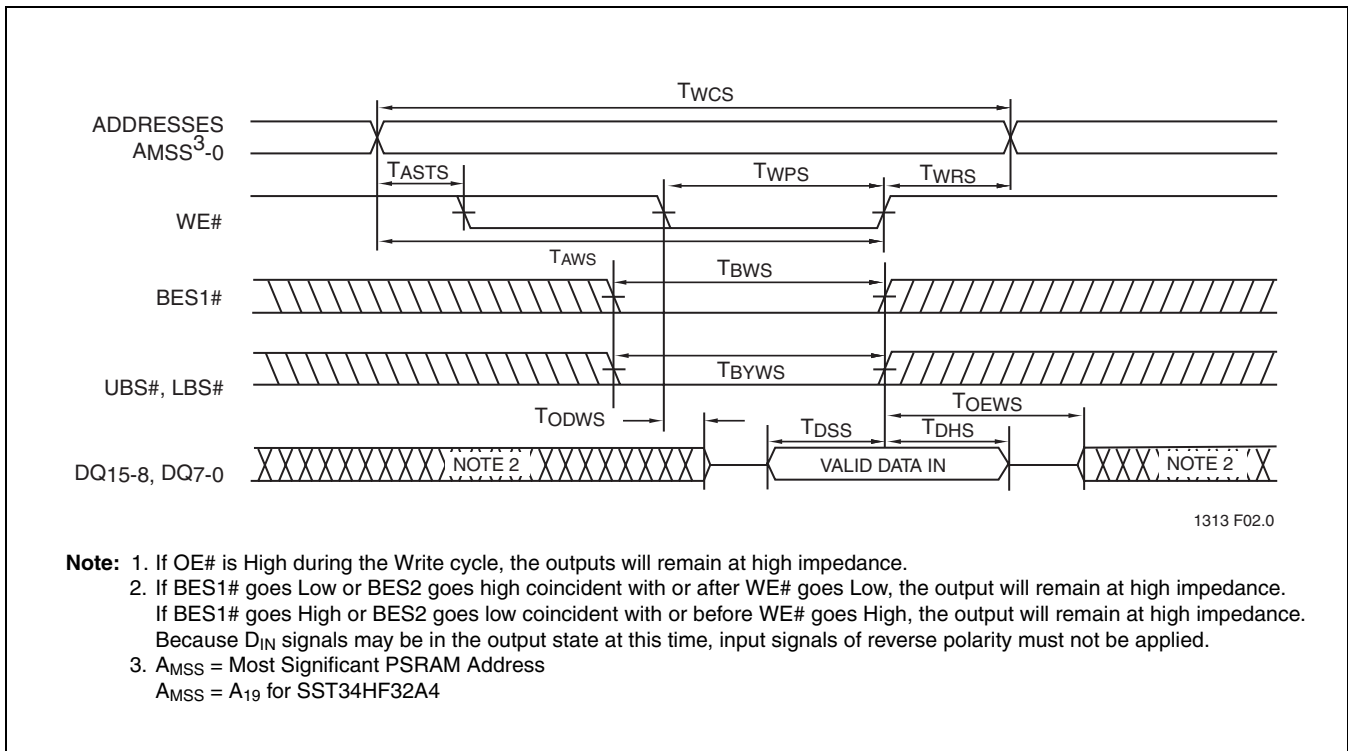 TWCS
ADDRESSES
AMSS3-0
TASTS
TWPS
TWRS
WE#
TAWS
TBWS
BES1#
TBYWS
UBS#, LBS#
TODWS
TOEWS
TDSS
TDHS
DQ15-8, DQ7-0
NOTE 2
VALID DATA IN
NOTE 2
1313 F02.0
Note: 1. If OE# is High during the Write cycle, the outputs will remain at high impedance.
2. If BES1# goes Low or BES2 goes high coincident with or after WE# goes Low, the output will remain at high impedance.
If BES1# goes High or BES2 goes low coincident with or before WE# goes High, the output will remain at high impedance.
Because DIN signals may be in the output state at this time, input signals of reverse polarity must not be applied.
3. AMSS = Most Significant PSRAM Address
AMSS = A19 for SST34HF32A4